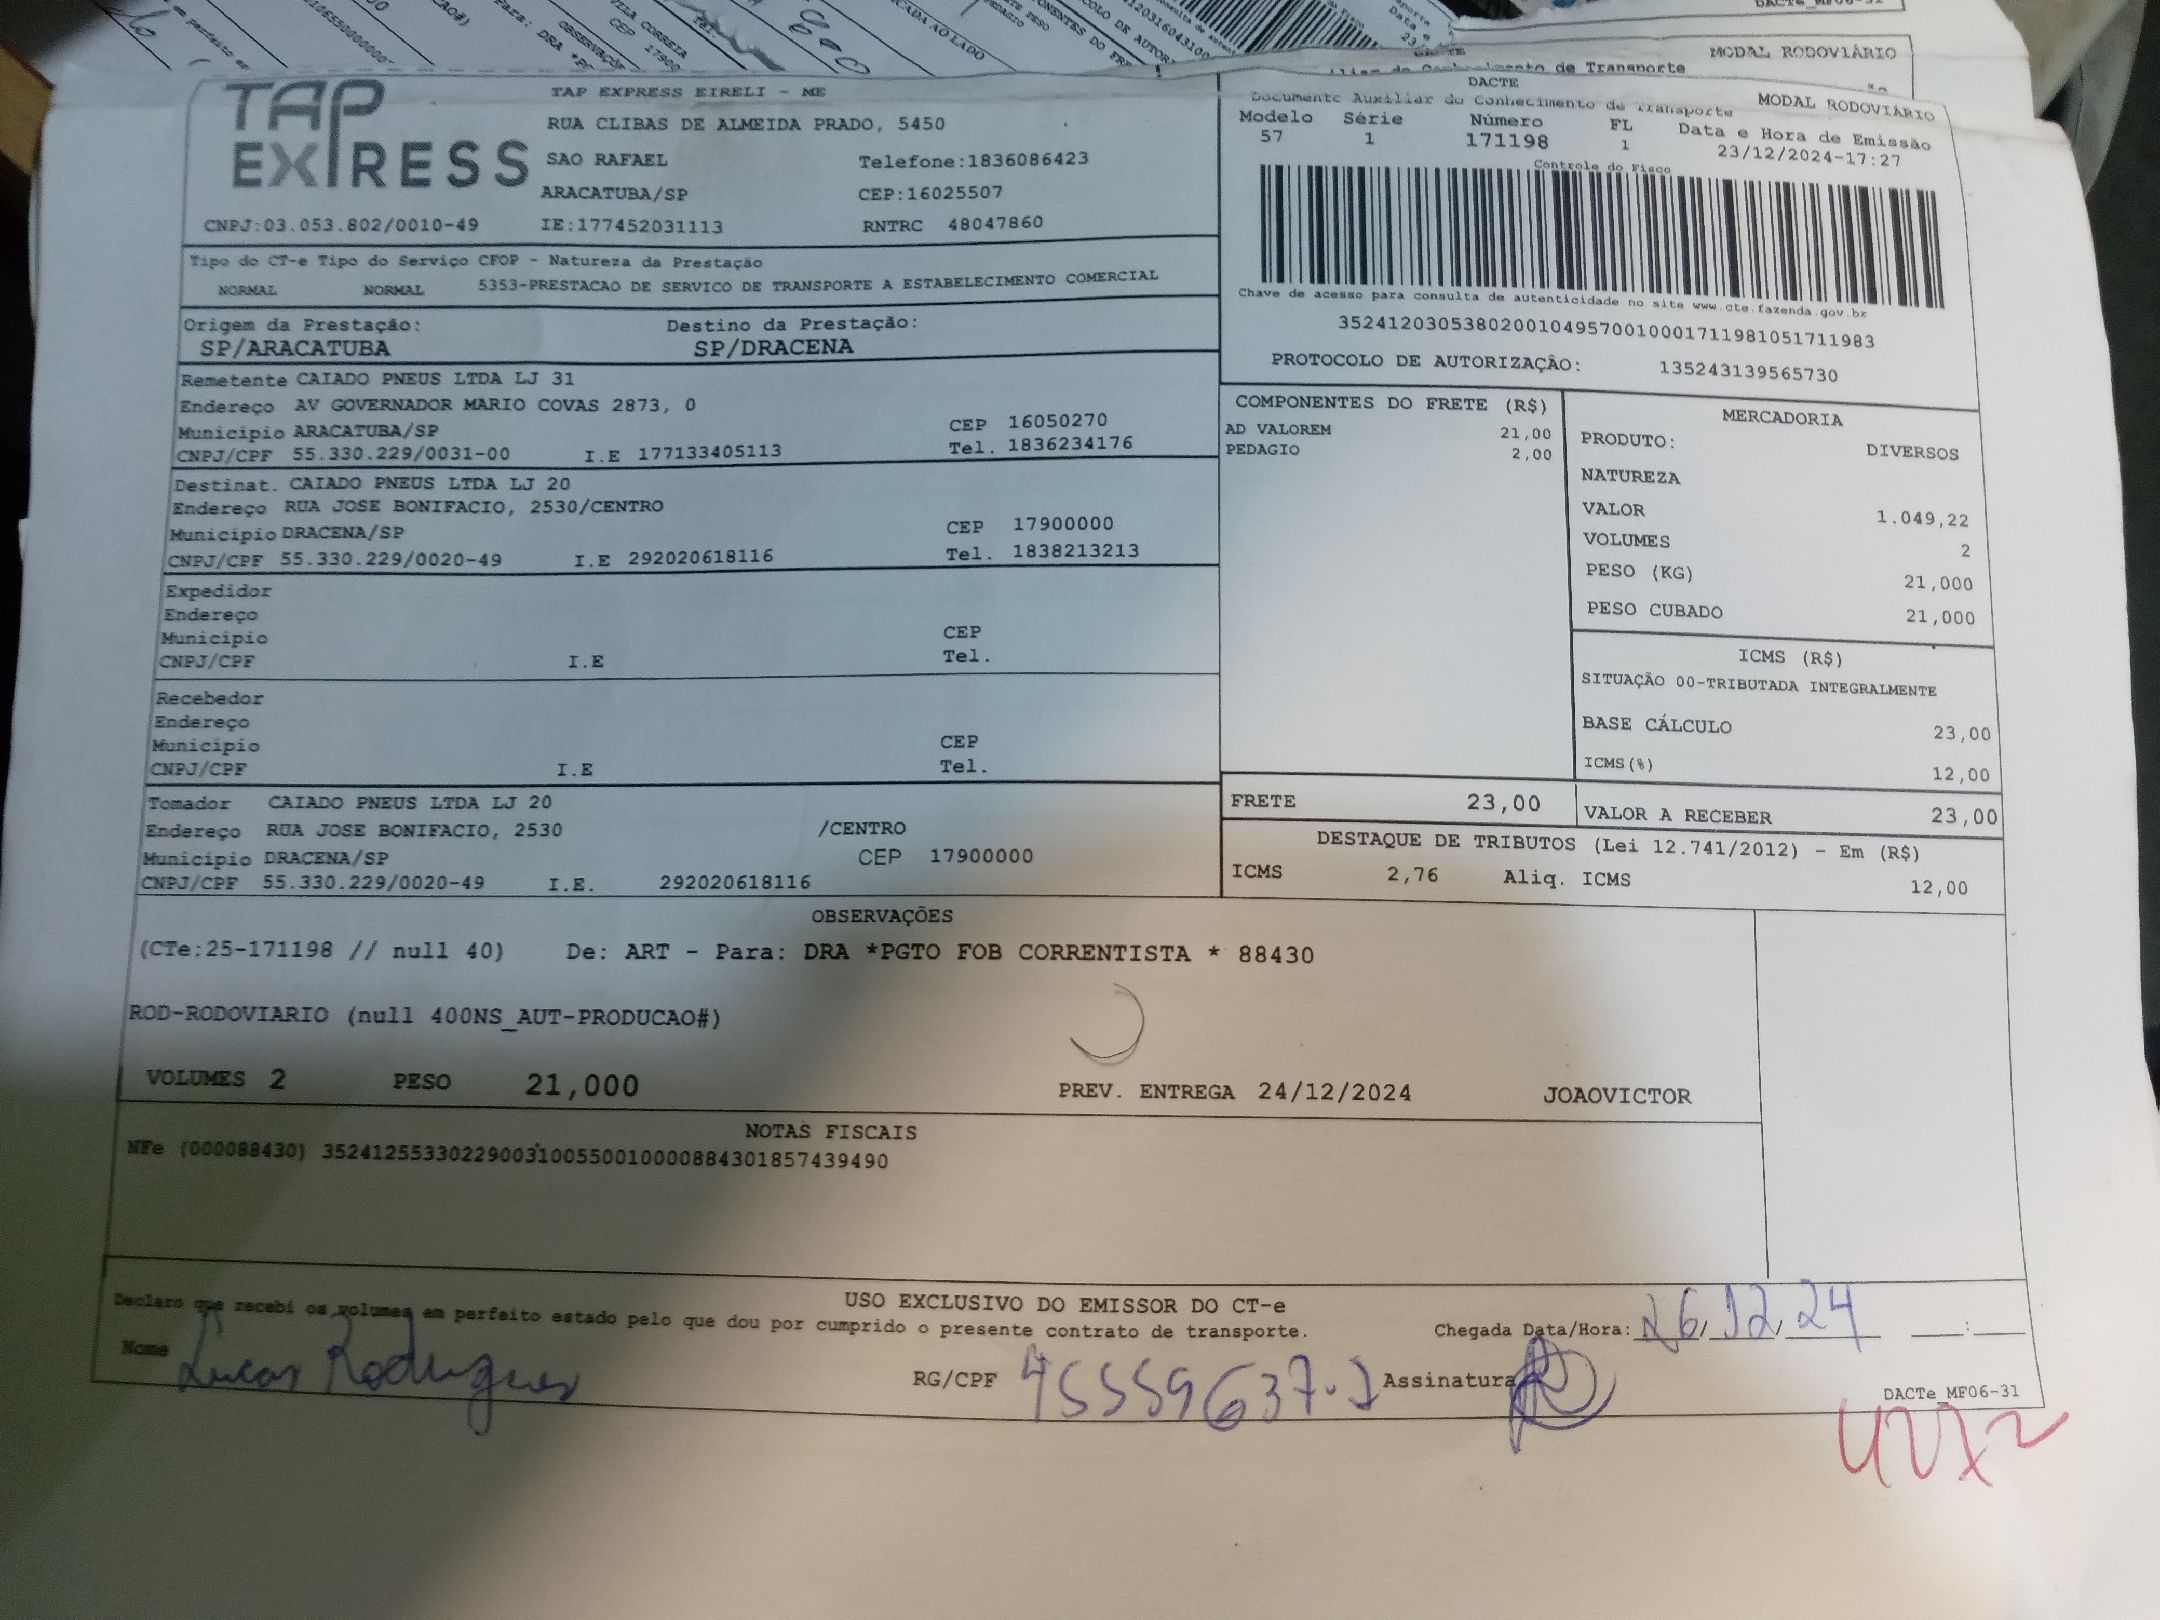 TAP
EXPRESS
TAP EXPRESS EIRELI - ME
RUA CLIBAS DE ALMEIDA PRADO, 5450
SAO RAFAEL Telefone:1836086423
ARACATUBA/SP CEP:16025507
CNPJ:03.053.802/0010-49 IE:177452031113 RNTRC 48047860
Tipo do CT-e Tipo do Serviço CFOP - Natureza da Prestação
NORMAL NORMAL 5353-PRESTACAO DE SERVICO DE TRANSPORTE A ESTABELECIMENTO COMERCIAL
Origem da Prestação: Destino da Prestação:
SP/ARACATUBA SP/DRACENA
Remetente CAIADO PNEUS LTDA LJ 31
Endereço AV GOVERNADOR MARIO COVAS 2873, 0
Município ARACATUBA/SP CEP 16050270
CNPJ/CPF 55.330.229/0031-00 I.E 177133405113 Tel. 1836234176
Destinat. CAIADO PNEUS LTDA LJ 20
Endereço RUA JOSE BONIFACIO, 2530/CENTRO
Município DRACENA/SP CEP 17900000
CNPJ/CPF 55.330.229/0020-49 I.E 292020618116 Tel. 1838213213
Expedidor
Endereço
Município CEP
CNPJ/CPF I.E Tel.
Recebedor
Endereço
Município CEP
CNPJ/CPF I.E Tel.
Tomador CAIADO PNEUS LTDA LJ 20
Endereço RUA JOSE BONIFACIO, 2530 /CENTRO
Município DRACENA/SP CEP 17900000
CNPJ/CPF 55.330.229/0020-49 I.E. 292020618116
MODAL RODOVIÁRIO
DACTE
Documento Auxiliar do Conhecimento de Transporte MODAL RODOVIÁRIO
Modelo Série Número FL Data e Hora de Emissão
57 1 171198 1 23/12/2024-17:27
Controle do Fisco
Chave de acesso para consulta de autenticidade no site www.cte.fazenda.gov.br
35241203053802001049570010001711981051711983
PROTOCOLO DE AUTORIZAÇÃO: 135243139565730
COMPONENTES DO FRETE (R$)
AD VALOREM 21,00
PEDAGIO 2,00
MERCADORIA
PRODUTO: DIVERSOS
NATUREZA
VALOR 1.049,22
VOLUMES 2
PESO (KG) 21,000
PESO CUBADO 21,000
ICMS (R$)
SITUAÇÃO 00-TRIBUTADA INTEGRALMENTE
BASE CÁLCULO 23,00
ICMS(%) 12,00
FRETE 23,00 VALOR A RECEBER 23,00
DESTAQUE DE TRIBUTOS (Lei 12.741/2012) - Em (R$)
ICMS 2,76 Aliq. ICMS 12,00
OBSERVAÇÕES
(CTe:25-171198 // null 40) De: ART - Para: DRA *PGTO FOB CORRENTISTA * 88430
ROD-RODOVIARIO (null 400NS_AUT-PRODUCAO#)
VOLUMES 2 PESO 21,000 PREV. ENTREGA 24/12/2024 JOAOVICTOR
NOTAS FISCAIS
NFe (000088430) 35241255330229003100550010000884301857439490
USO EXCLUSIVO DO EMISSOR DO CT-e
Declaro que recebi os volumes em perfeito estado pelo que dou por cumprido o presente contrato de transporte.
Chegada Data/Hora: 26/12/24 __:__
Nome Lucas Rodrigues RG/CPF 45559637-1 Assinatura
DACTe_MF06-31